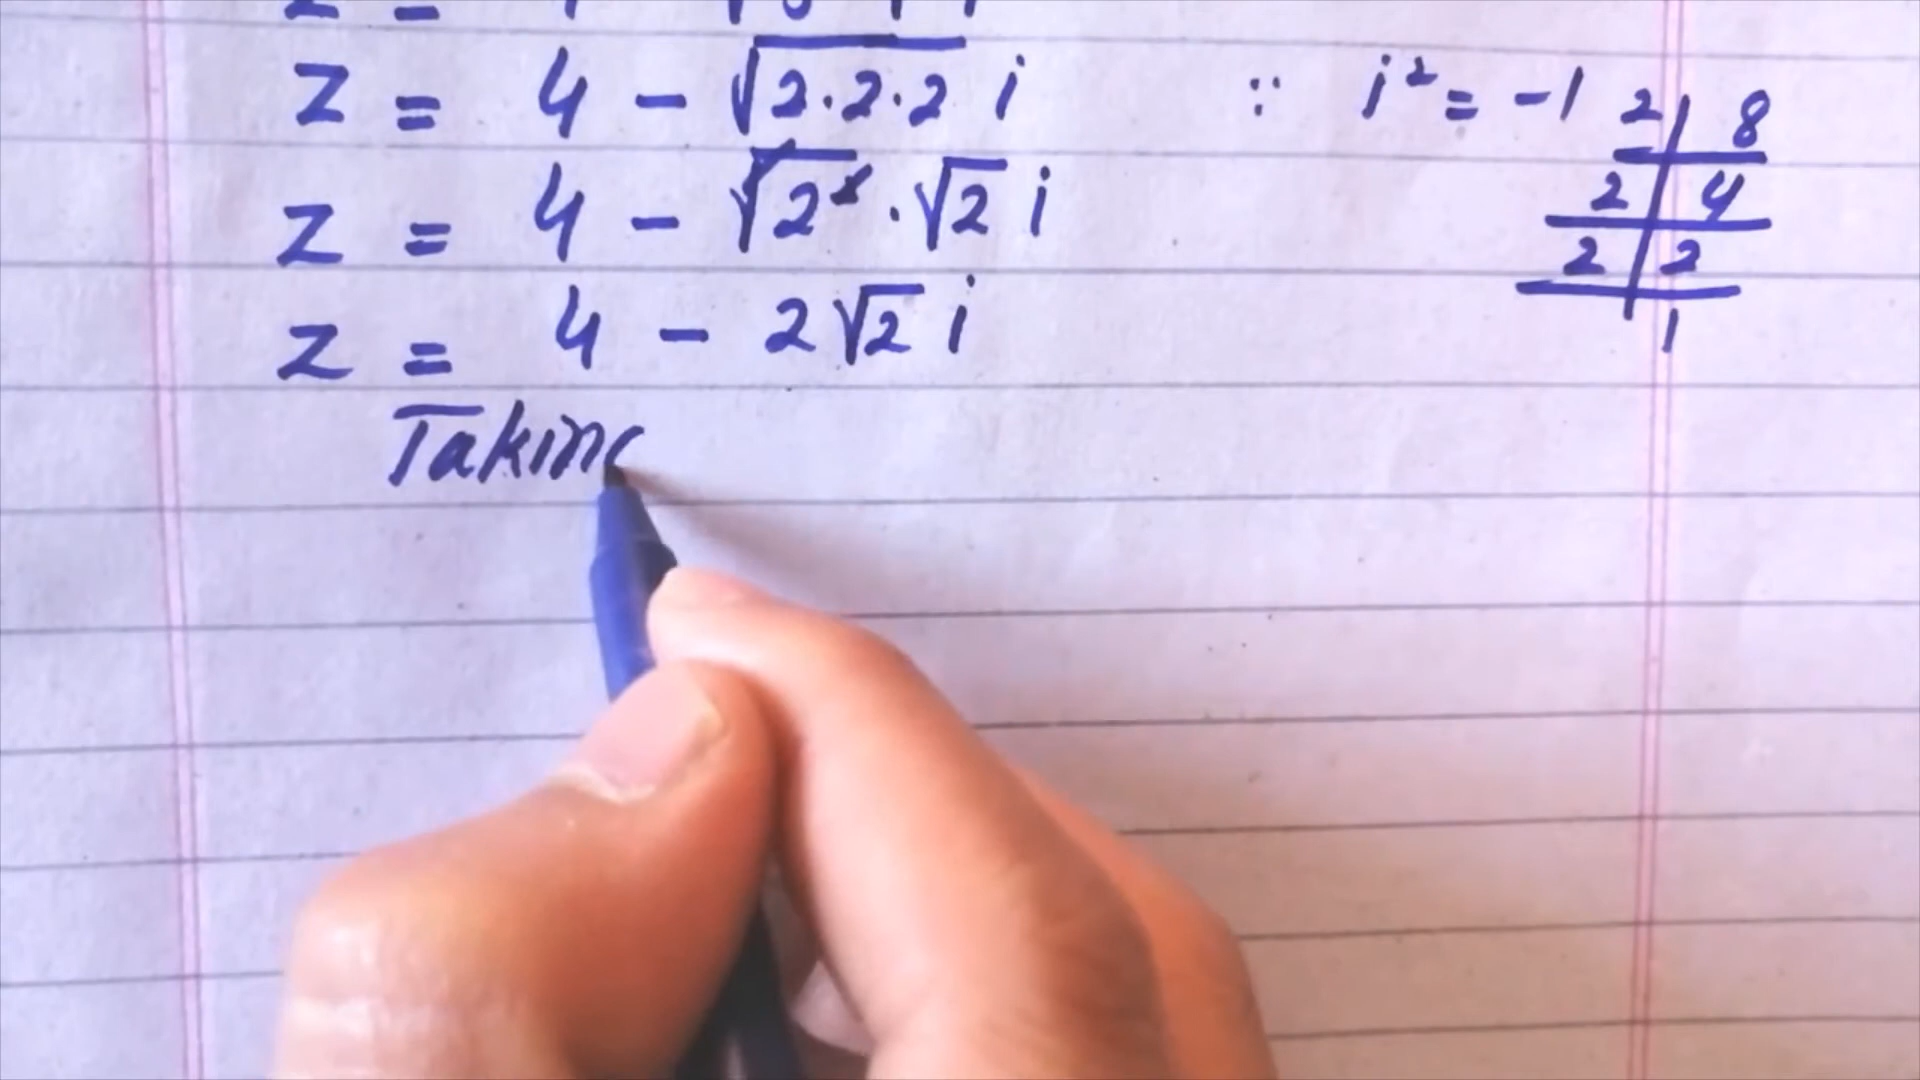 z = 4 - √2·2·2 i ∵ i² = -1
z = 4 - √2² · √2 i
z = 4 - 2√2 i
Taking
2 | 8
2 | 4
2 | 2
1